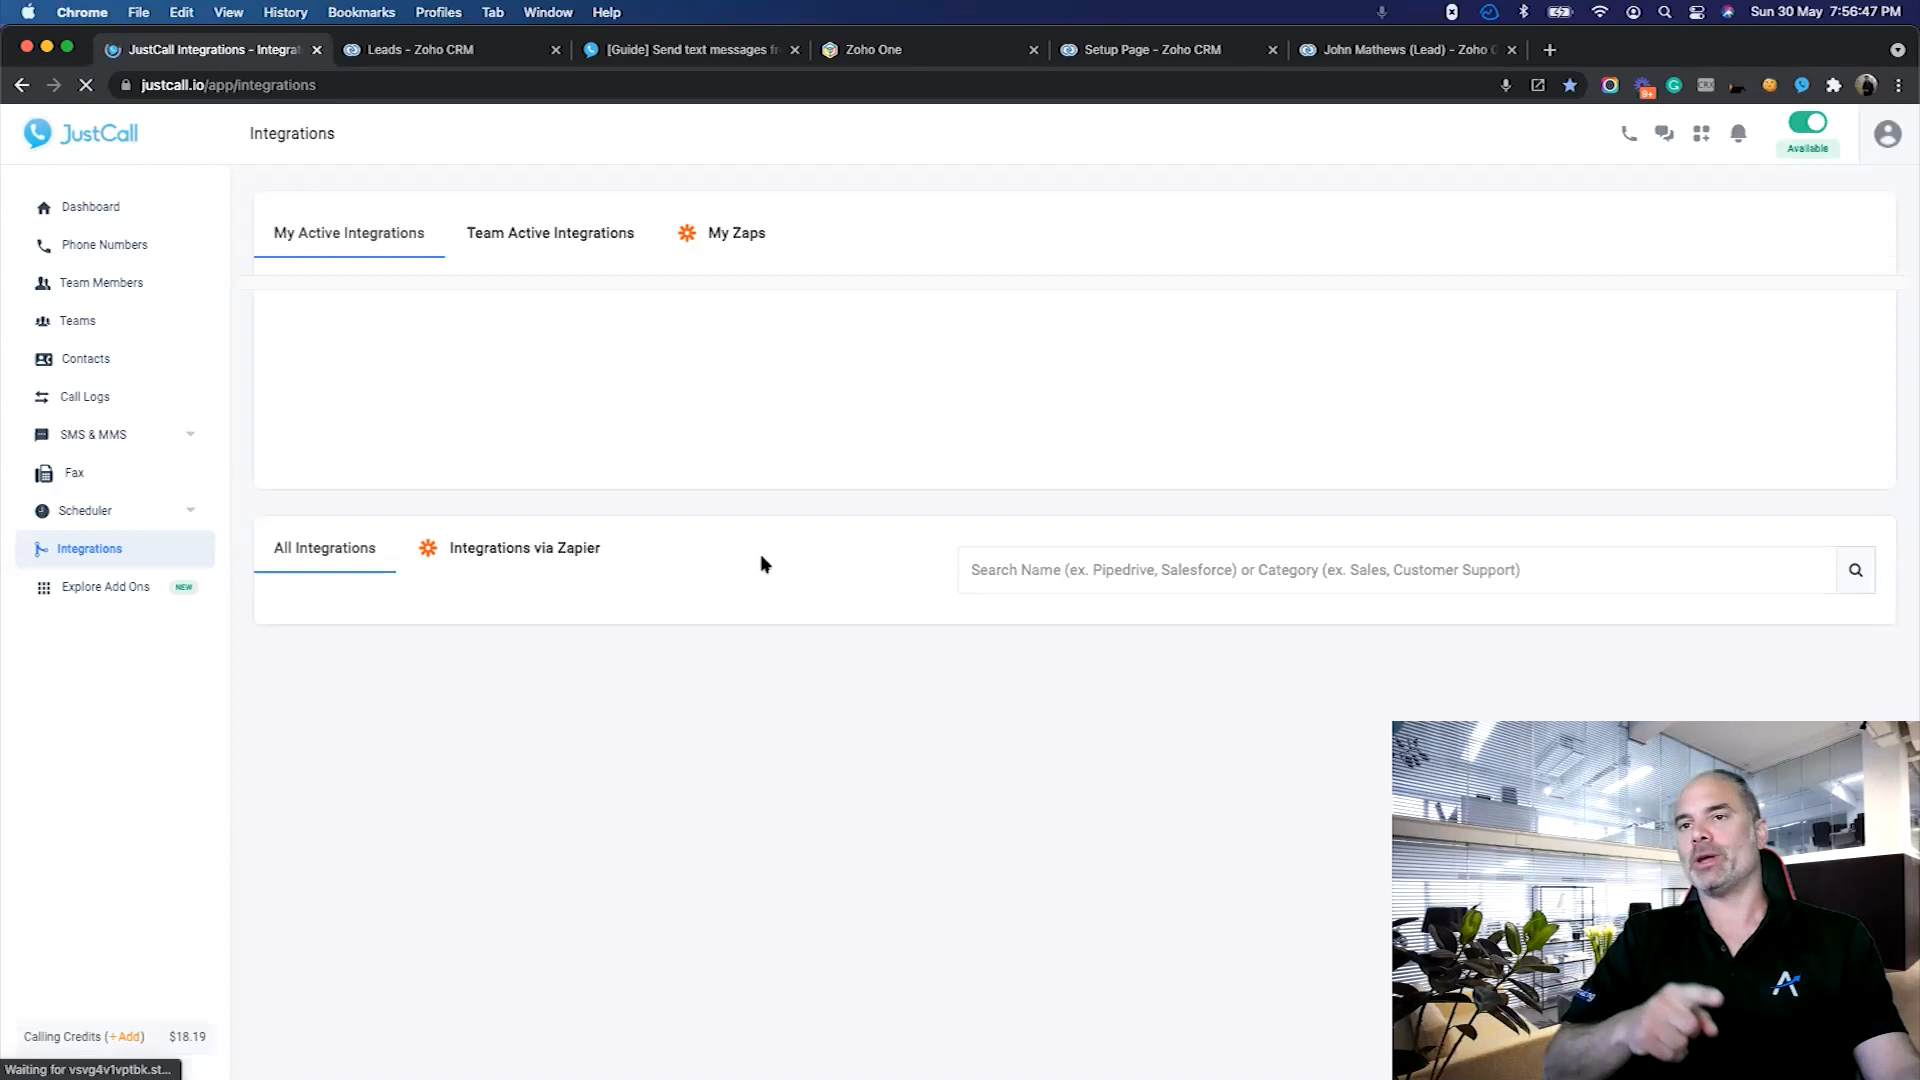 Chrome File Edit View History Bookmarks Profiles Tab Window Help Sun 30 May 7:56:47 PM
JustCall Integrations - Integrat Leads - Zoho CRM [Guide] Send text messages fr Zoho One Setup Page - Zoho CRM John Mathews (Lead) - Zoho C
justcall.io/app/integrations 9+
JustCall Integrations Available
My Active Integrations Team Active Integrations My Zaps
Dashboard
Phone Numbers
Team Members
Teams
Contacts
Call Logs
SMS & MMS
Fax
Scheduler
Integrations
Explore Add Ons NEW
All Integrations Integrations via Zapier
Search Name (ex. Pipedrive, Salesforce) or Category (ex. Sales, Customer Support)
Calling Credits (+Add) $18.19
Waiting for vsvg4v1vptbk.st...